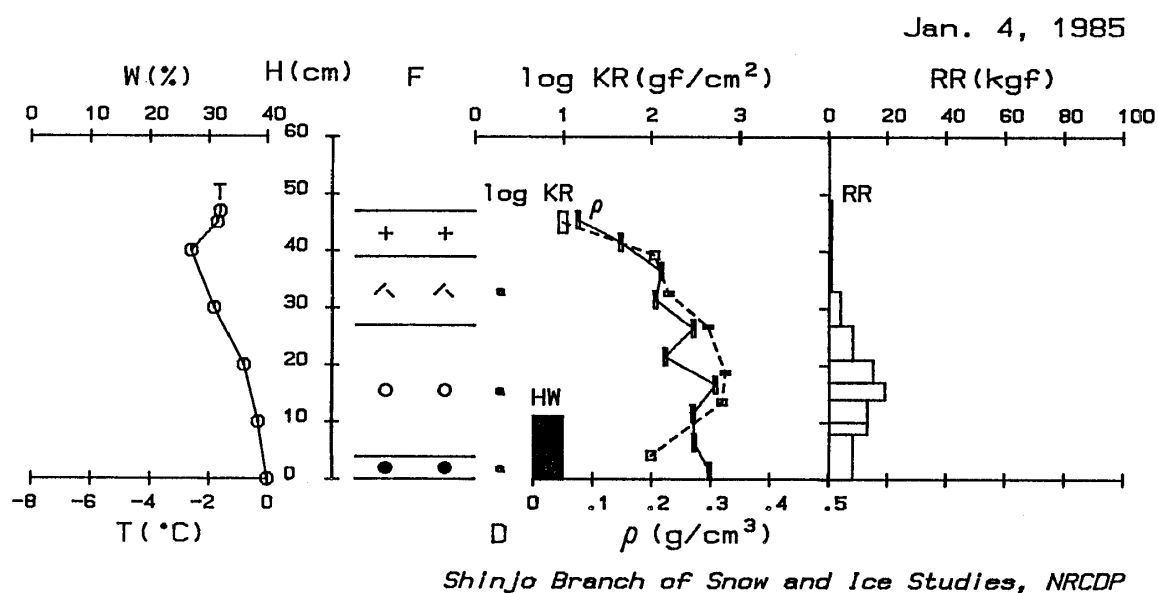 Jan. 4, 1985
W(%) H(cm) F log KR(gf/cm²) RR(kgf)
0 10 20 30 40 0 1 2 3 0 20 40 60 80 100
60
50 T log KR ρ RR
40
30
20
10 HW
0
-8 -6 -4 -2 0 0 .1 .2 .3 .4 .5
T(°C) D ρ(g/cm³)
Shinjo Branch of Snow and Ice Studies, NRCDP